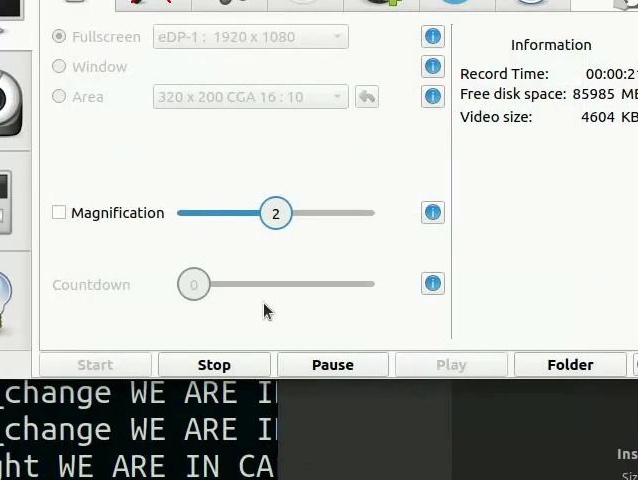 Fullscreen eDP-1 : 1920 x 1080
Window
Area 320 x 200 CGA 16 : 10
Information
Record Time: 00:00:21
Free disk space: 85985 MB
Video size: 4604 KB
Magnification 2
Countdown 0
Start Stop Pause Play Folder
_change WE ARE I
_change WE ARE I
ght WE ARE IN CA
Ins
Siz